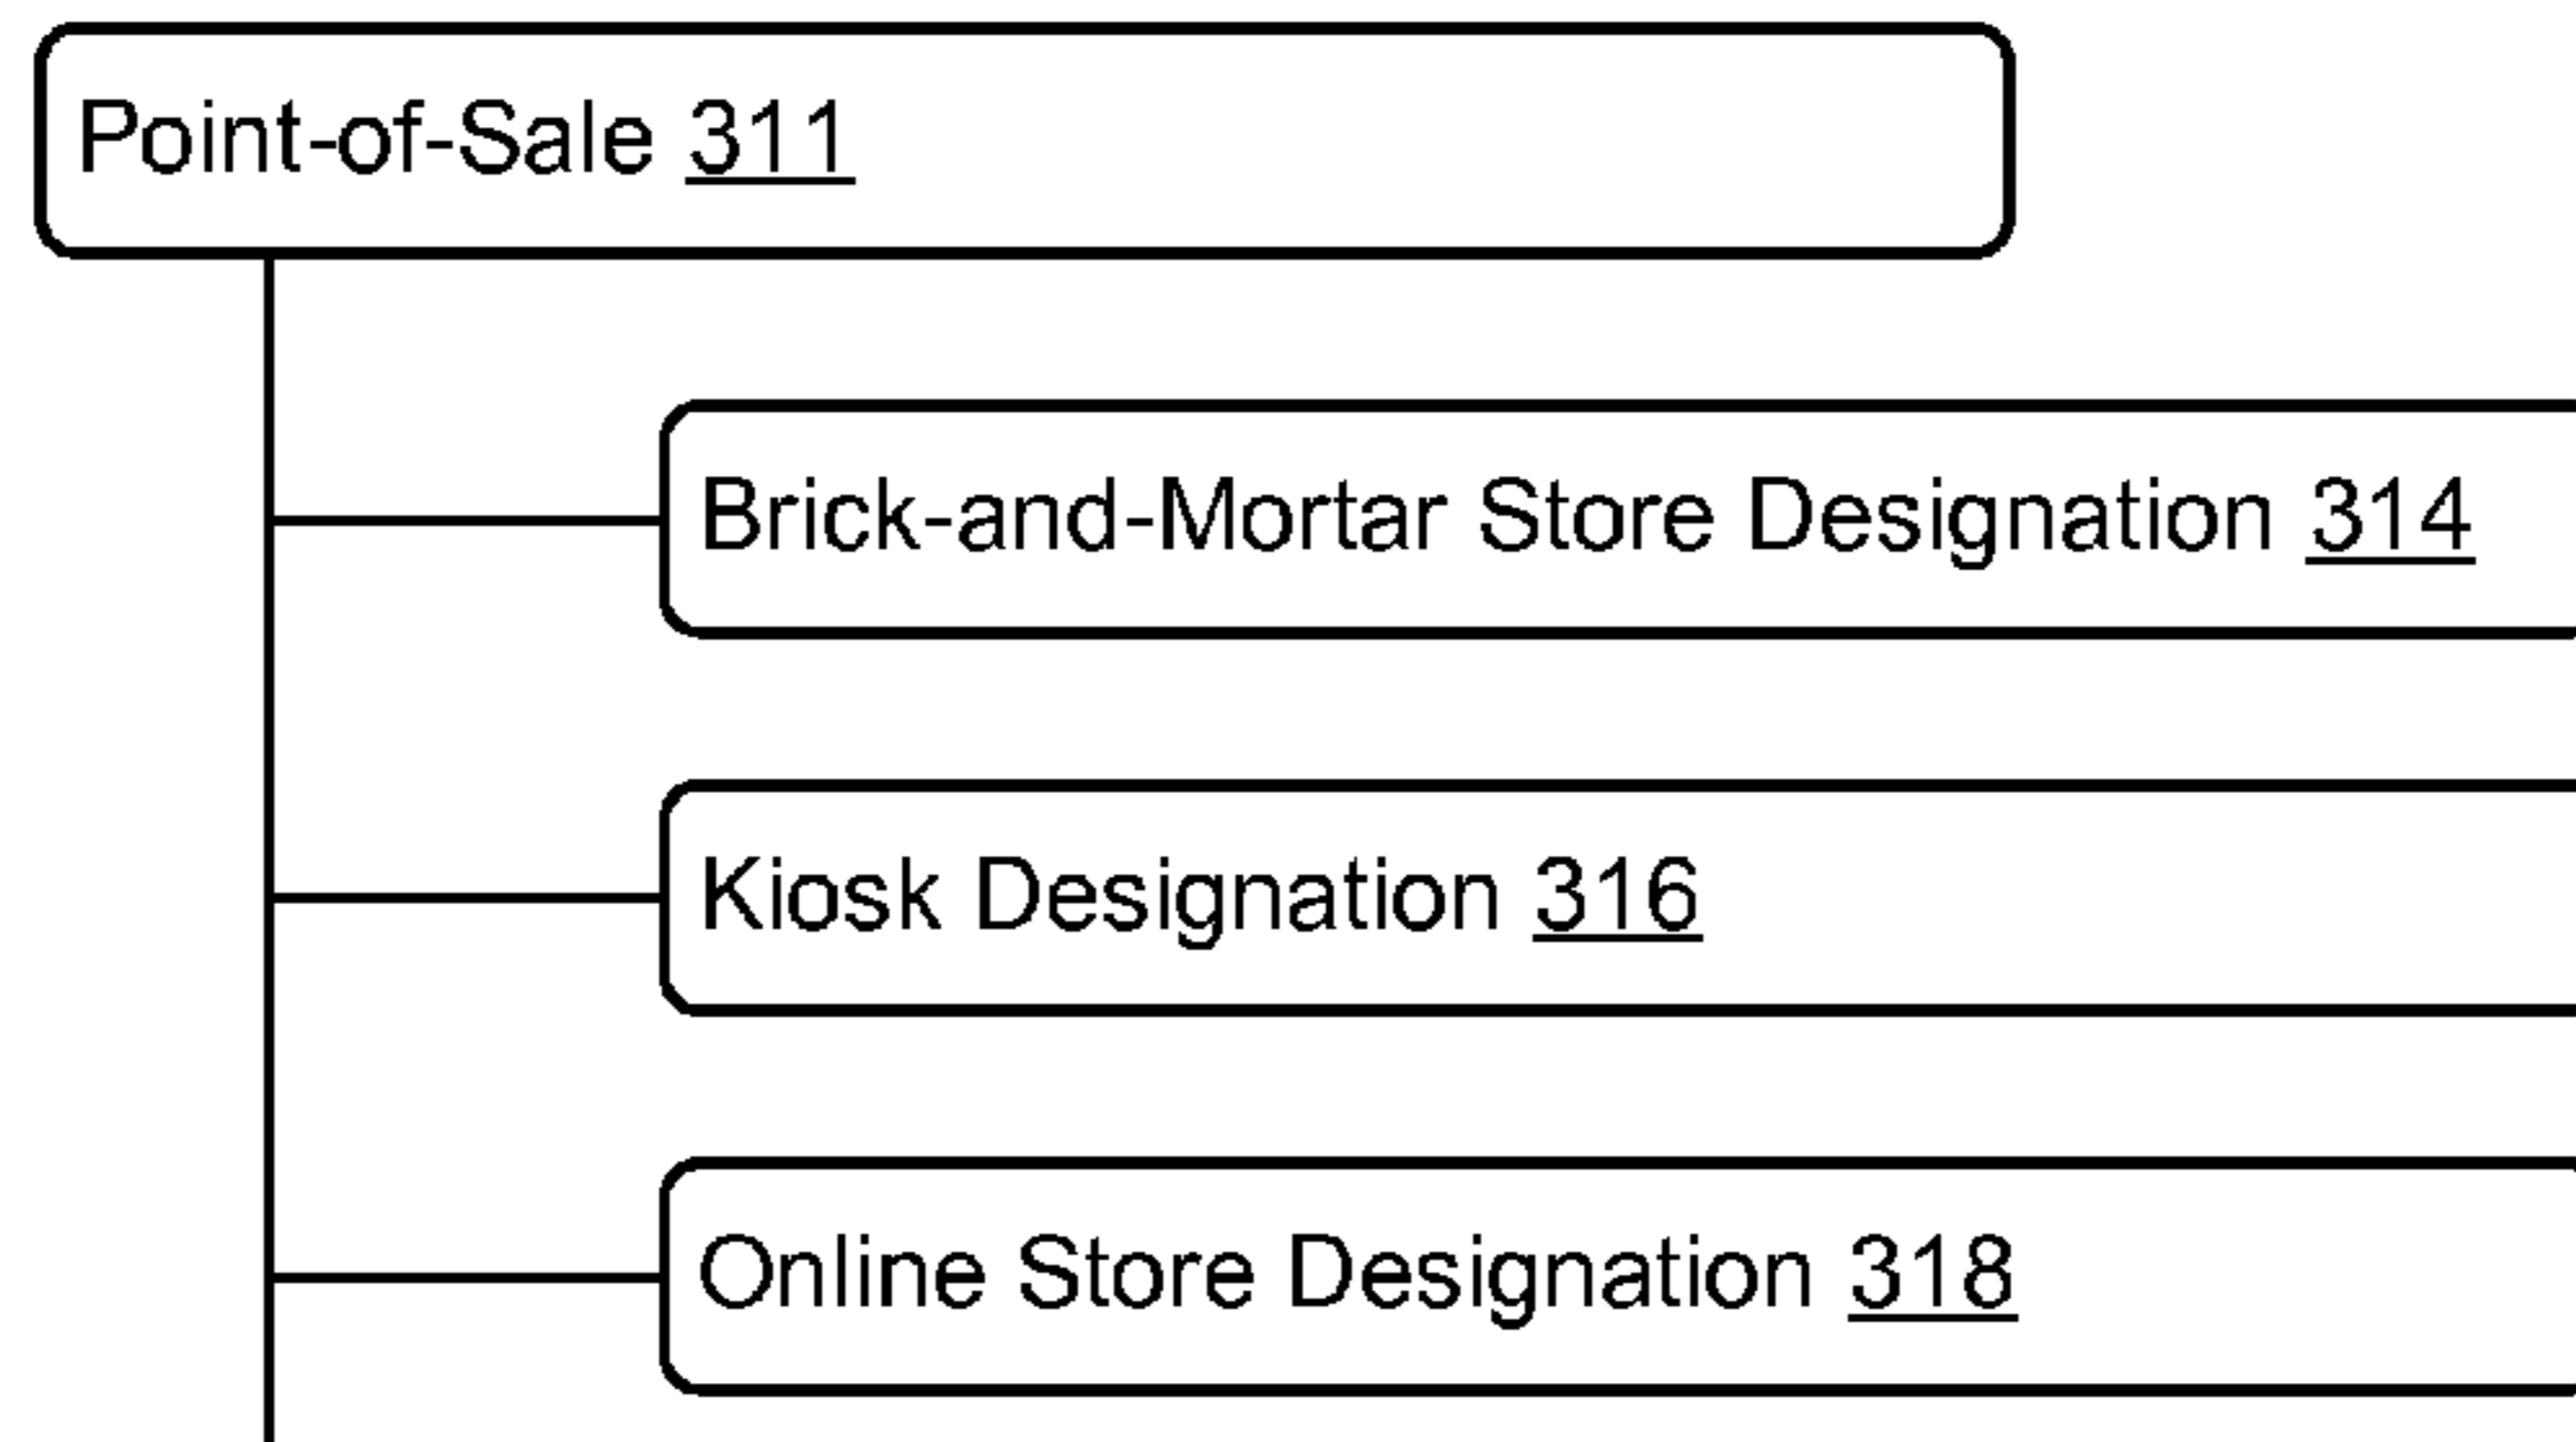 Point-of-Sale 311
Brick-and-Mortar Store Designation 314
Kiosk Designation 316
Online Store Designation 318